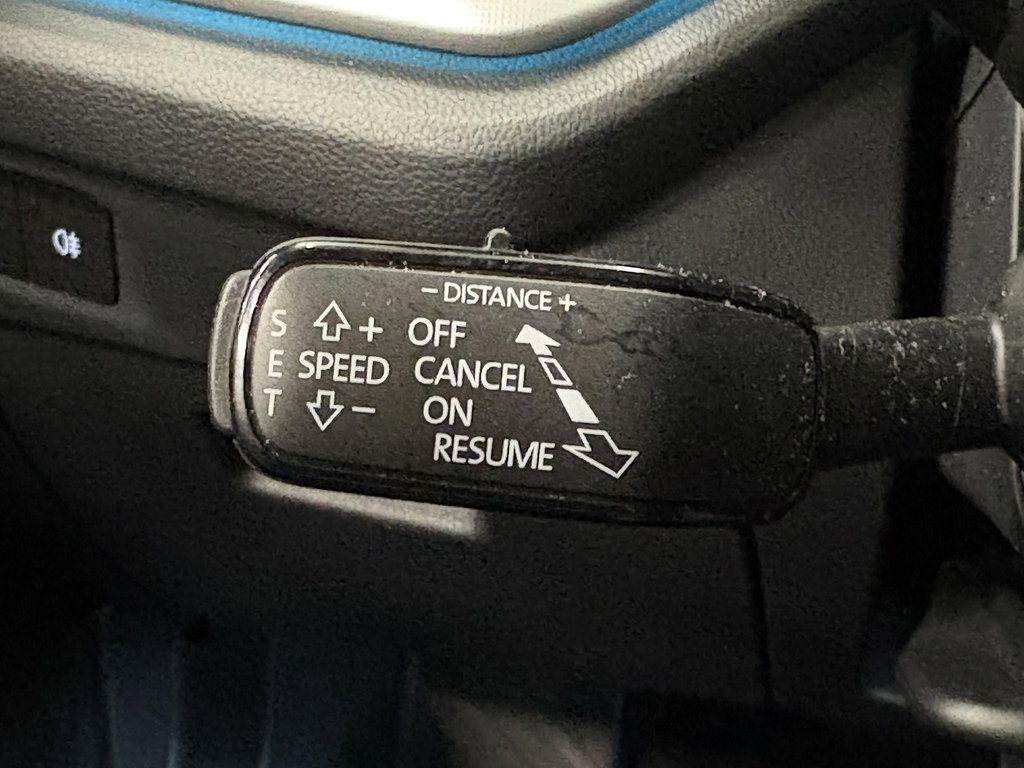 - DISTANCE +
S + OFF
E SPEED CANCEL
T - ON
RESUME